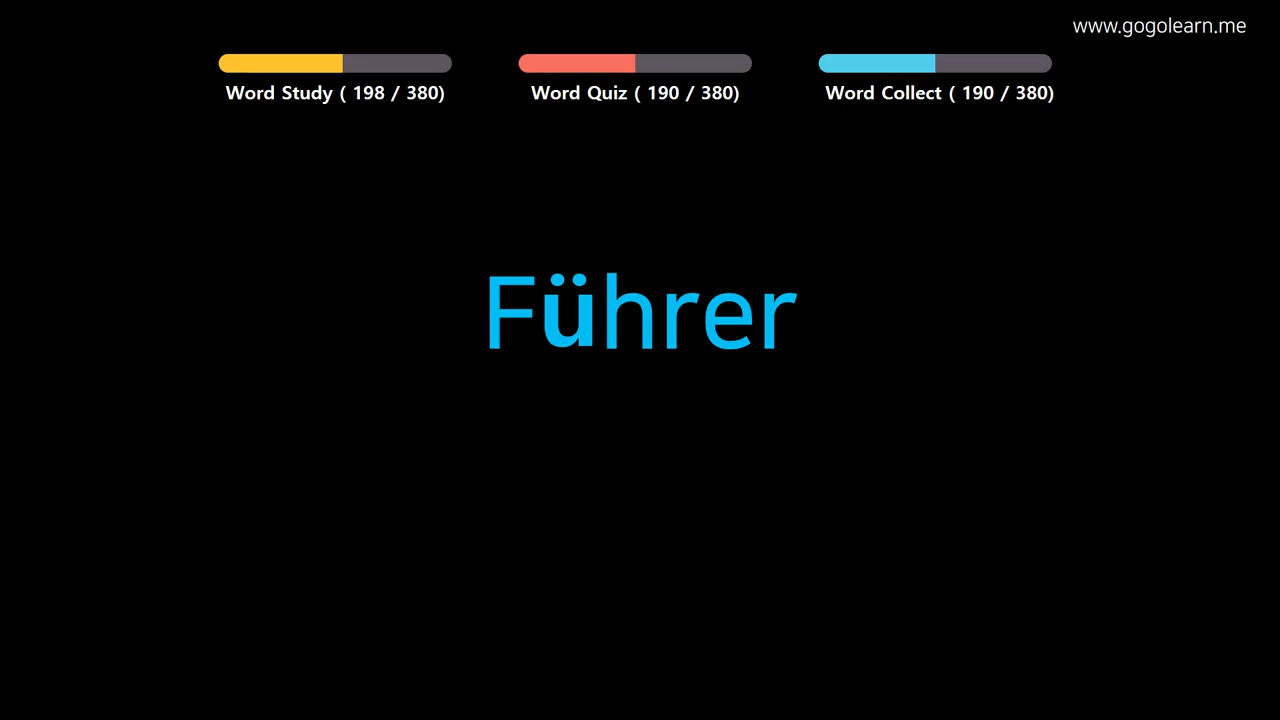 www.gogolearn.me
Word Study ( 198 / 380)
Word Quiz ( 190 / 380)
Word Collect ( 190 / 380)
Führer